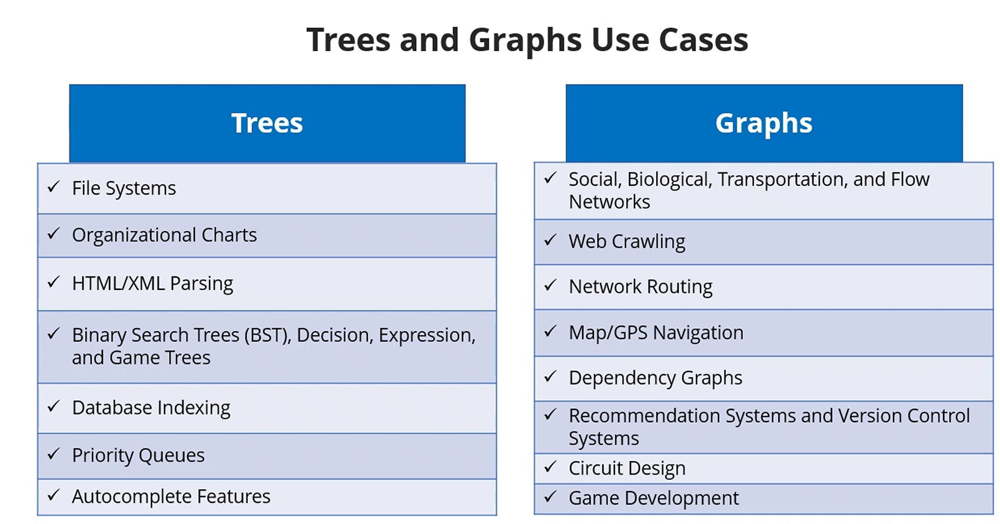 Trees and Graphs Use Cases
Trees
✓ File Systems
✓ Organizational Charts
✓ HTML/XML Parsing
✓ Binary Search Trees (BST), Decision, Expression,
and Game Trees
✓ Database Indexing
✓ Priority Queues
✓ Autocomplete Features
Graphs
✓ Social, Biological, Transportation, and Flow
Networks
✓ Web Crawling
✓ Network Routing
✓ Map/GPS Navigation
✓ Dependency Graphs
✓ Recommendation Systems and Version Control
Systems
✓ Circuit Design
✓ Game Development